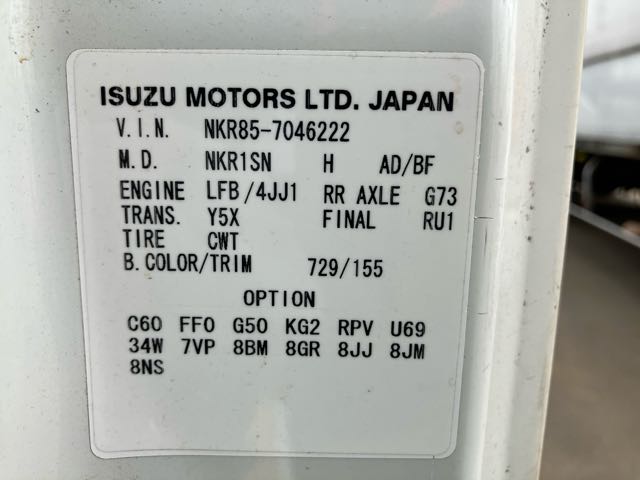 ISUZU MOTORS LTD. JAPAN
V.I.N. NKR85-7046222
M.D. NKR1SN H AD/BF
ENGINE LFB/4JJ1 RR AXLE G73
TRANS. Y5X FINAL RU1
TIRE CWT
B.COLOR/TRIM 729/155
OPTION
C60 FF0 G50 KG2 RPV U69
34W 7VP 8BM 8GR 8JJ 8JM
8NS